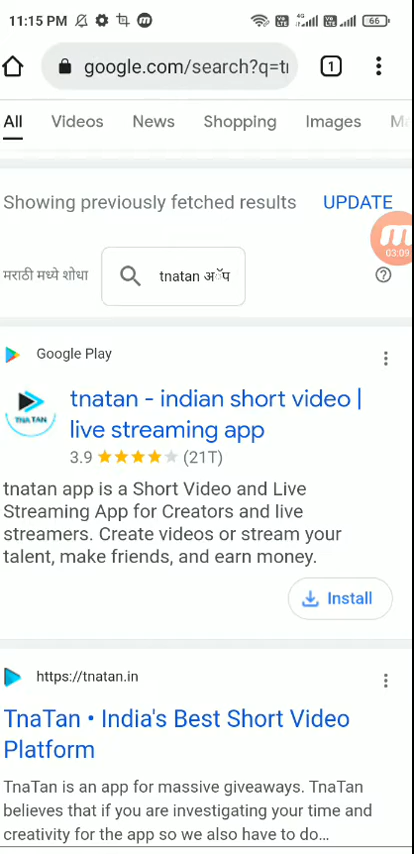 11:15 PM 4G 66
google.com/search?q=t 1
All Videos News Shopping Images
Showing previously fetched results UPDATE
03:09
मराठी मध्ये शोधा tnatan अ‍ॅप
Google Play
tnatan - indian short video |
live streaming app
TNA TAN
3.9 ★★★★★ (21T)
tnatan app is a Short Video and Live
Streaming App for Creators and live
streamers. Create videos or stream your
talent, make friends, and earn money.
Install
https://tnatan.in
TnaTan • India's Best Short Video
Platform
TnaTan is an app for massive giveaways. TnaTan
believes that if you are investigating your time and
creativity for the app so we also have to do...